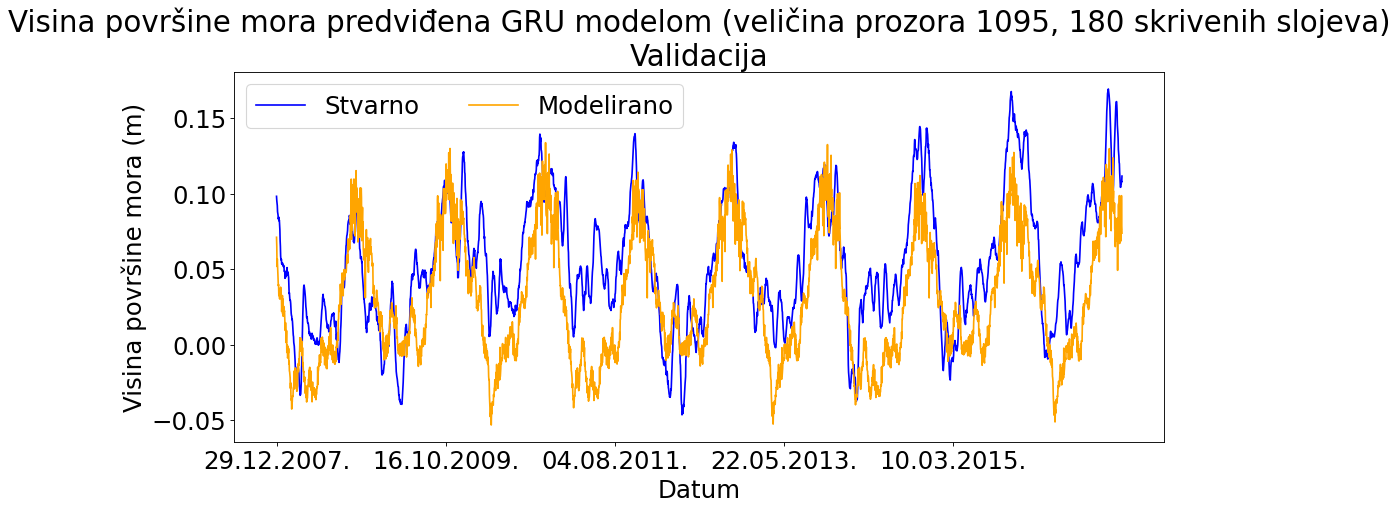 Visina površine mora predviđena GRU modelom (veličina prozora 1095, 180 skrivenih slojeva)
Validacija
Stvarno
Modelirano
Visina površine mora (m)
0.15
0.10
0.05
0.00
−0.05
29.12.2007.
16.10.2009.
04.08.2011.
22.05.2013.
10.03.2015.
Datum